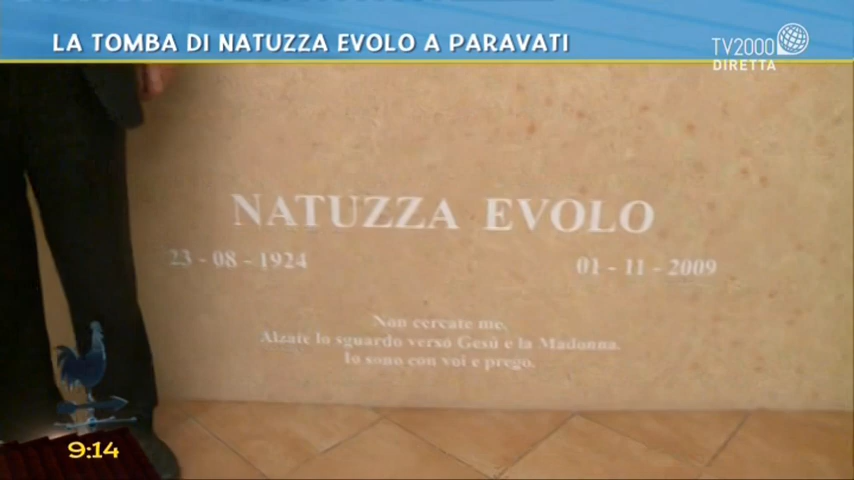 LA TOMBA DI NATUZZA EVOLO A PARAVATI
TV2000
DIRETTA
NATUZZA EVOLO
23 - 08 - 1924
01 - 11 - 2009
Non cercate me,
Alzate lo sguardo verso Gesù e la Madonna.
Io sono con voi e prego.
9:14